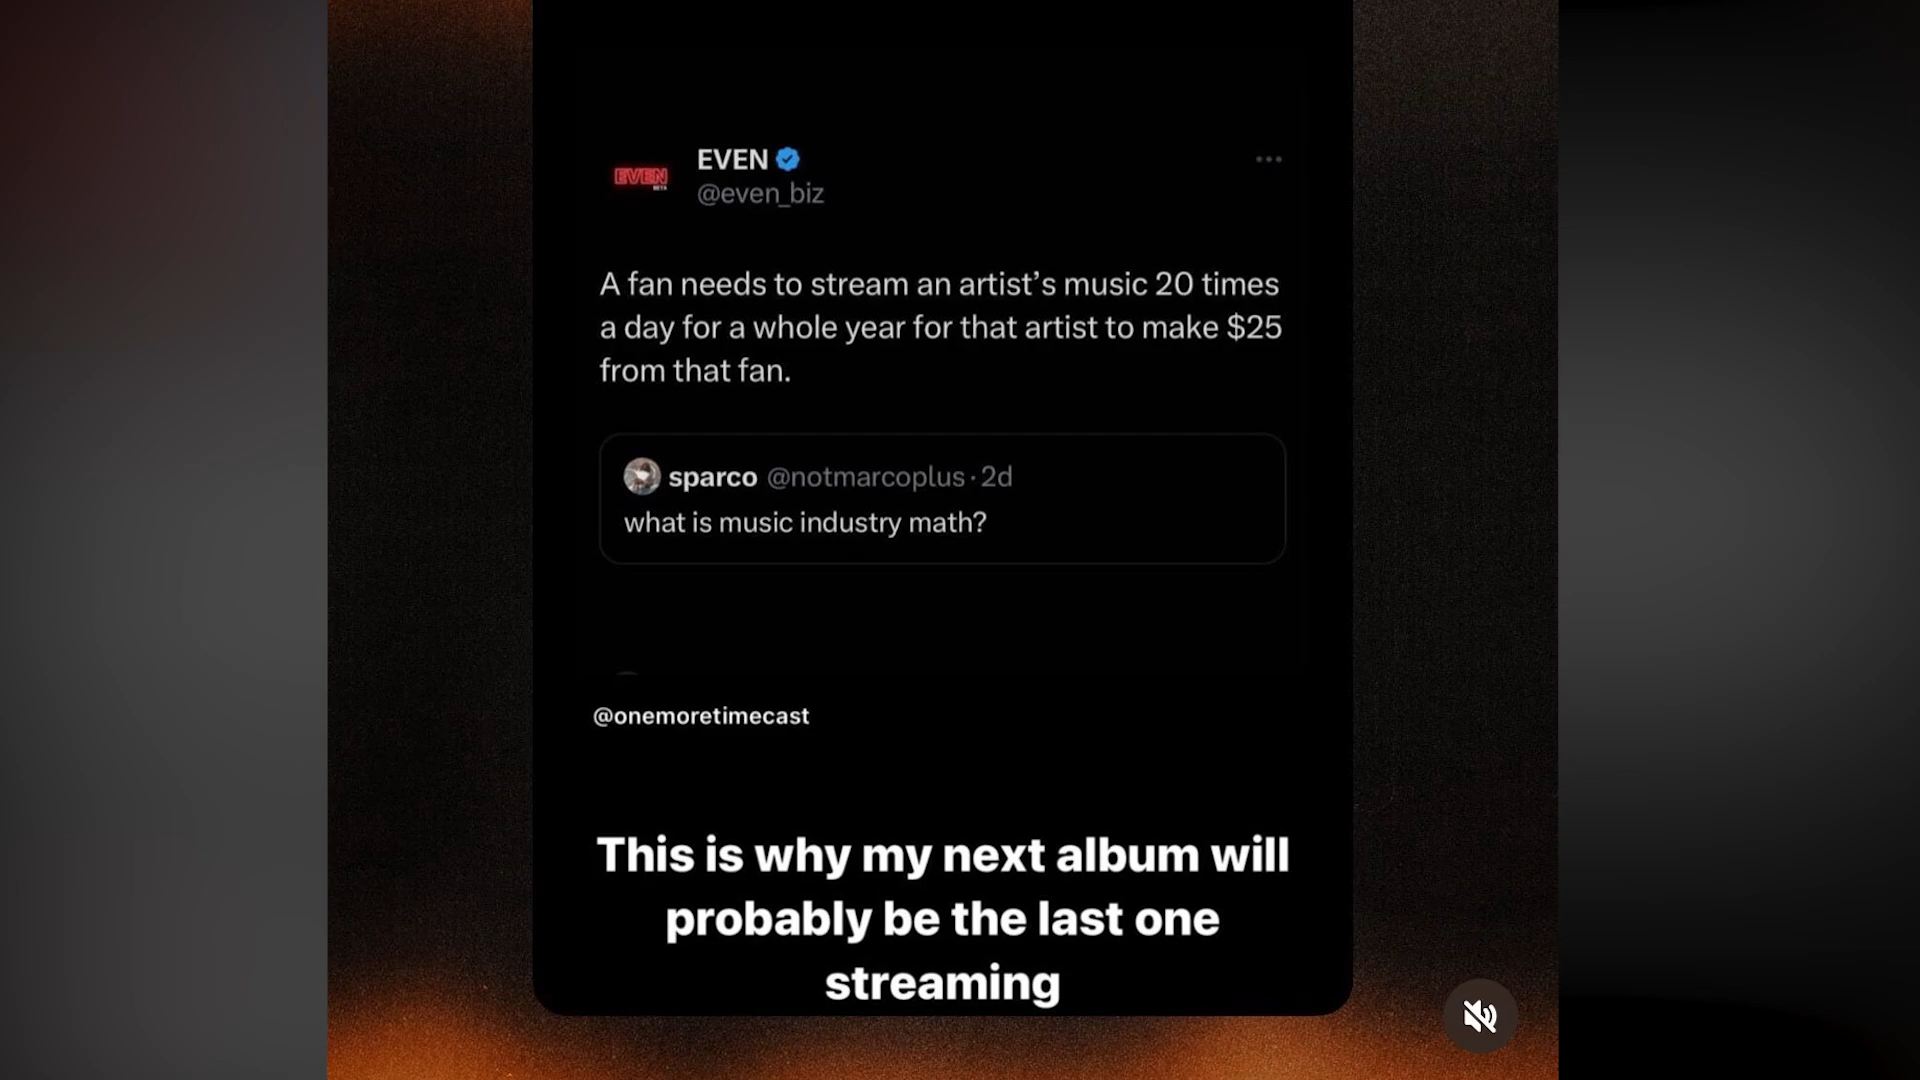 EVEN
EVEN
BETA
@even_biz
A fan needs to stream an artist’s music 20 times
a day for a whole year for that artist to make $25
from that fan.
sparco @notmarcoplus · 2d
what is music industry math?
@onemoretimecast
This is why my next album will
probably be the last one
streaming